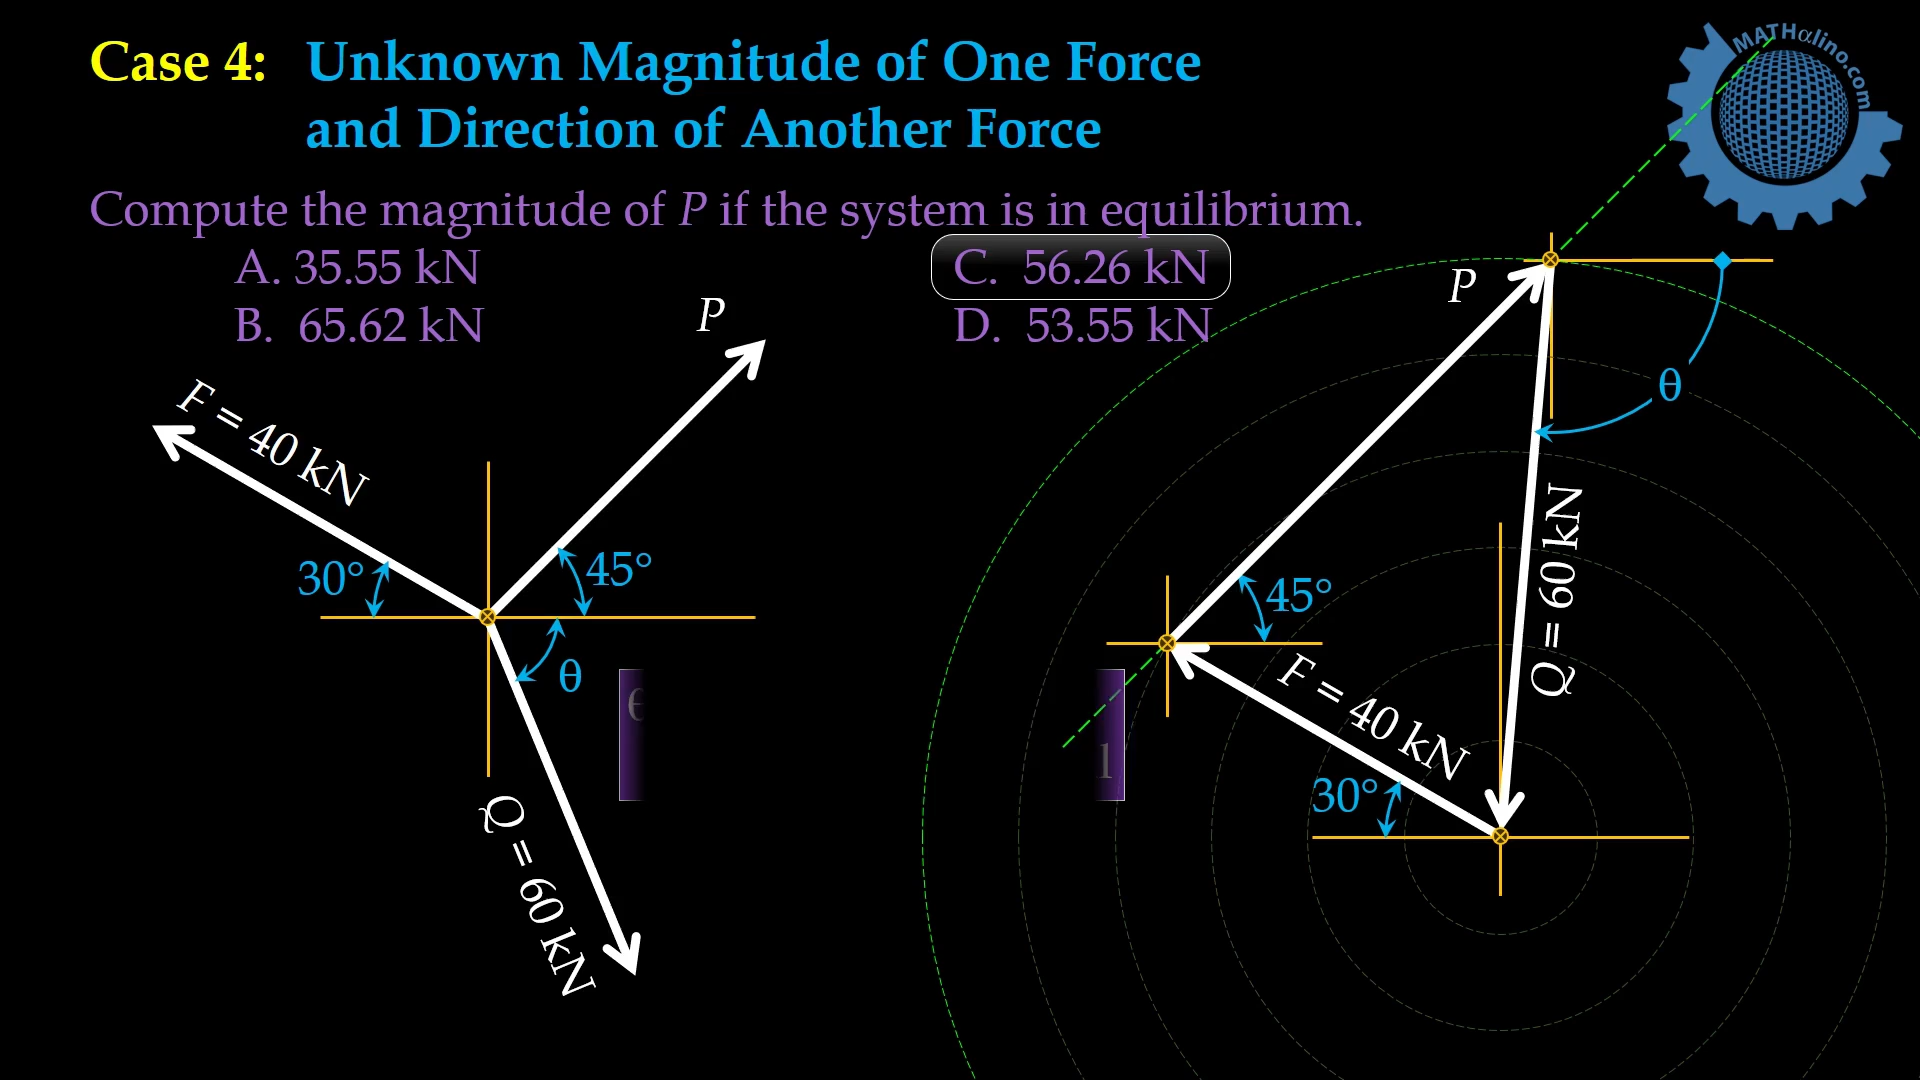 MATHαlino.com
Case 4: Unknown Magnitude of One Force
and Direction of Another Force
Compute the magnitude of P if the system is in equilibrium.
A. 35.55 kN
C. 56.26 kN
B. 65.62 kN
D. 53.55 kN
P
F = 40 kN
30°
45°
θ
Q = 60 kN
P
θ
45°
Q = 60 kN
F = 40 kN
30°